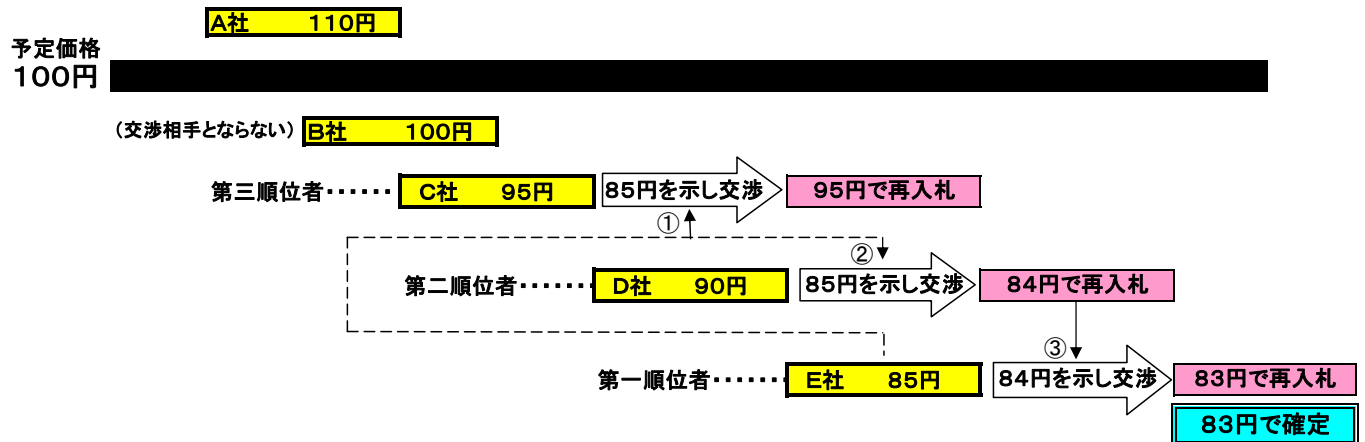 A社 110円
予定価格
100円
(交渉相手とならない) B社 100円
第三順位者・・・・・・ C社 95円 85円を示し交渉 95円で再入札
①
②
第二順位者・・・・・・・ D社 90円 85円を示し交渉 84円で再入札
③
第一順位者・・・・・・・ E社 85円 84円を示し交渉 83円で再入札
83円で確定